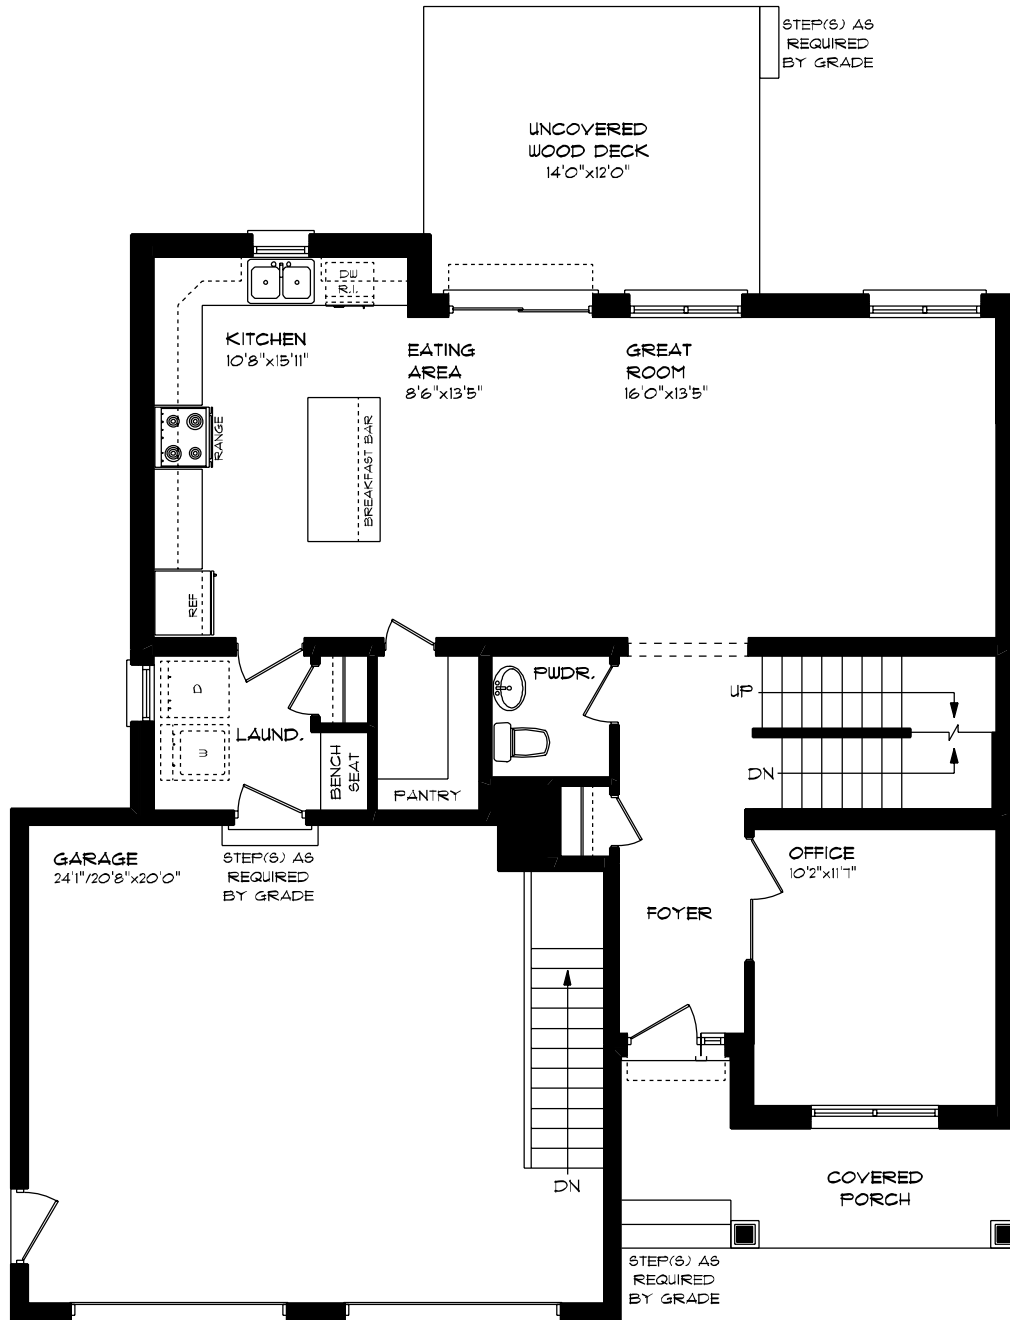 STEP(S) AS
REQUIRED
BY GRADE
UNCOVERED
WOOD DECK
14'0"x12'0"
DW
R.I.
KITCHEN
10'8"x15'11"
EATING
AREA
8'6"x13'5"
GREAT
ROOM
16'0"x13'5"
RANGE
BREAKFAST BAR
REF
D
W
LAUND.
BENCH
SEAT
PANTRY
PWDR.
UP
DN
GARAGE
24'1"/20'8"x20'0"
STEP(S) AS
REQUIRED
BY GRADE
OFFICE
10'2"x11'7"
FOYER
DN
COVERED
PORCH
STEP(S) AS
REQUIRED
BY GRADE